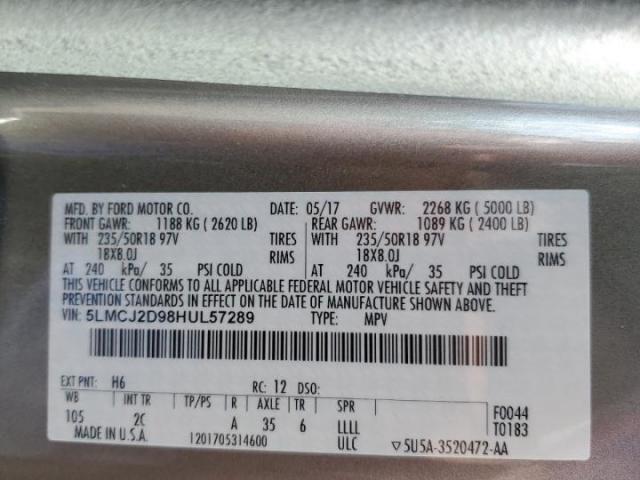 MFD. BY FORD MOTOR CO. DATE: 05/17 GVWR: 2268 KG ( 5000 LB)
FRONT GAWR: 1188 KG ( 2620 LB) REAR GAWR: 1089 KG ( 2400 LB)
WITH 235/50R18 97V TIRES WITH 235/50R18 97V TIRES
18X8.0J RIMS 18X8.0J RIMS
AT 240 kPa/ 35 PSI COLD AT 240 kPa/ 35 PSI COLD
THIS VEHICLE CONFORMS TO ALL APPLICABLE FEDERAL MOTOR VEHICLE SAFETY AND THEFT
PREVENTION STANDARDS IN EFFECT ON THE DATE OF MANUFACTURE SHOWN ABOVE.
VIN: 5LMCJ2D98HUL57289 TYPE: MPV
EXT PNT: H6 RC: 12 DSO:
WB INT TR TP/PS R AXLE TR SPR F0044
105 2C A 35 6 LLLL T0183
MADE IN U.S.A. 1201705314600 ULC ▽5U5A-3520472-AA